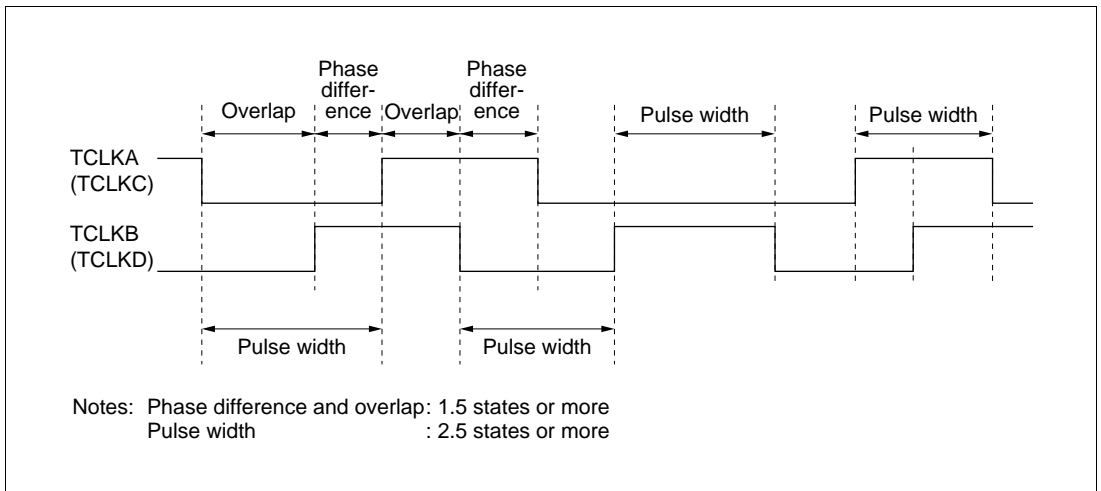 Phase
differ-
ence
Phase
differ-
ence
Overlap
Overlap
Pulse width
Pulse width
TCLKA
(TCLKC)
TCLKB
(TCLKD)
Pulse width
Pulse width
Notes: Phase difference and overlap : 1.5 states or more
Pulse width : 2.5 states or more